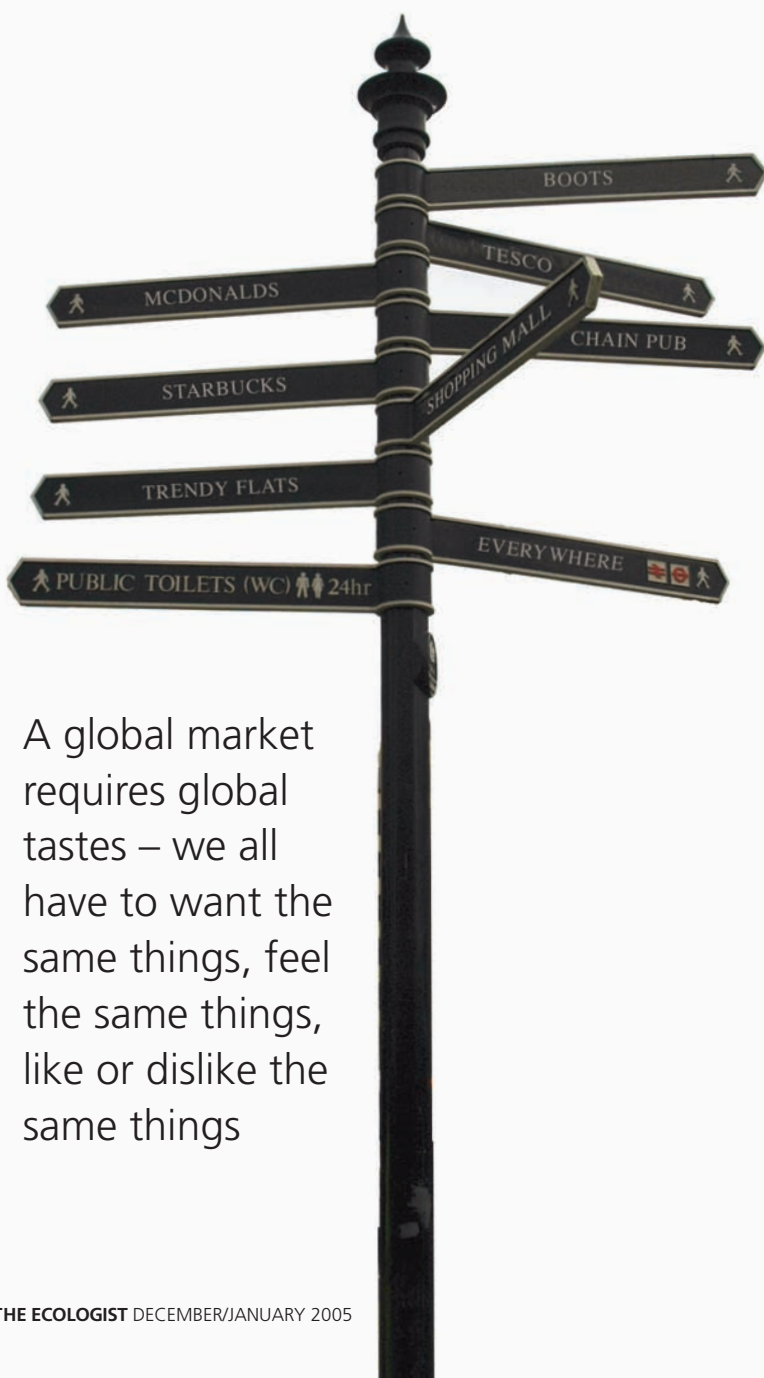 BOOTS
TESCO
MCDONALDS
SHOPPING MALL
CHAIN PUB
STARBUCKS
TRENDY FLATS
EVERYWHERE
PUBLIC TOILETS (WC) 24hr
A global market
requires global
tastes – we all
have to want the
same things, feel
the same things,
like or dislike the
same things
THE ECOLOGIST DECEMBER/JANUARY 2005